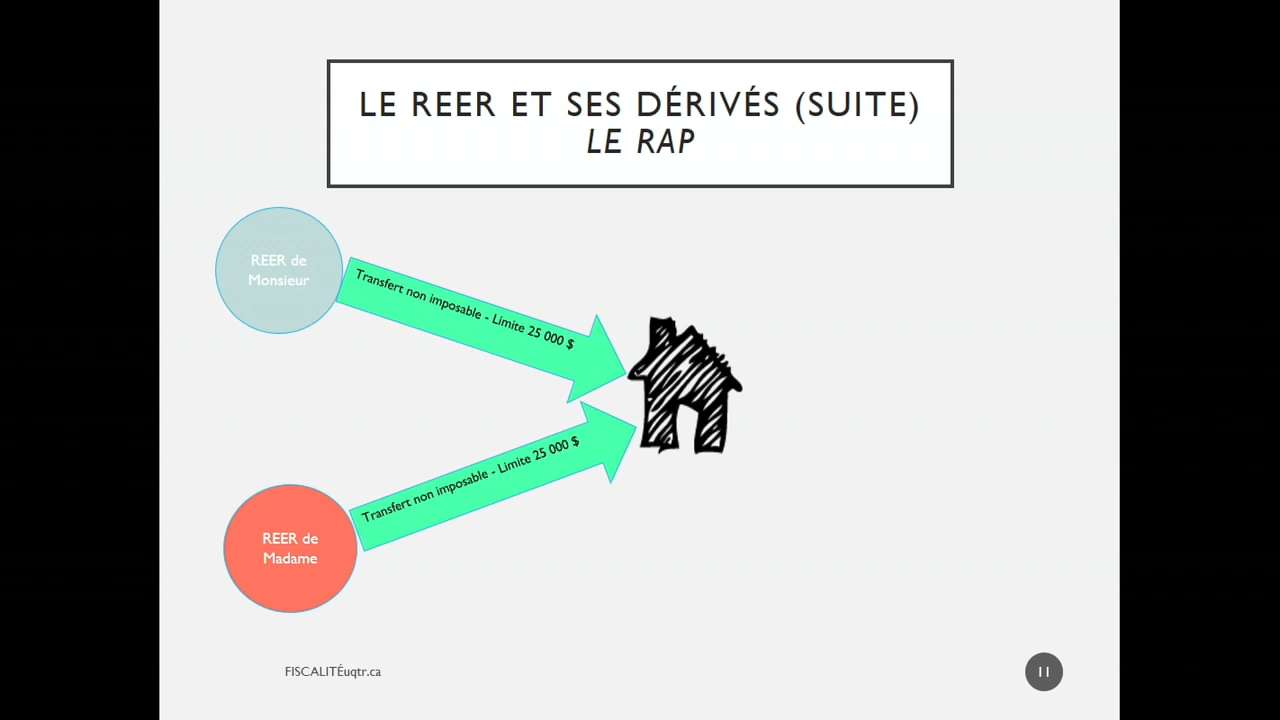 LE REER ET SES DÉRIVÉS (SUITE)
LE RAP
REER de
Monsieur
Transfert non imposable - Limite 25 000 $
Transfert non imposable - Limite 25 000 $
REER de
Madame
FISCALITÉuqtr.ca
11